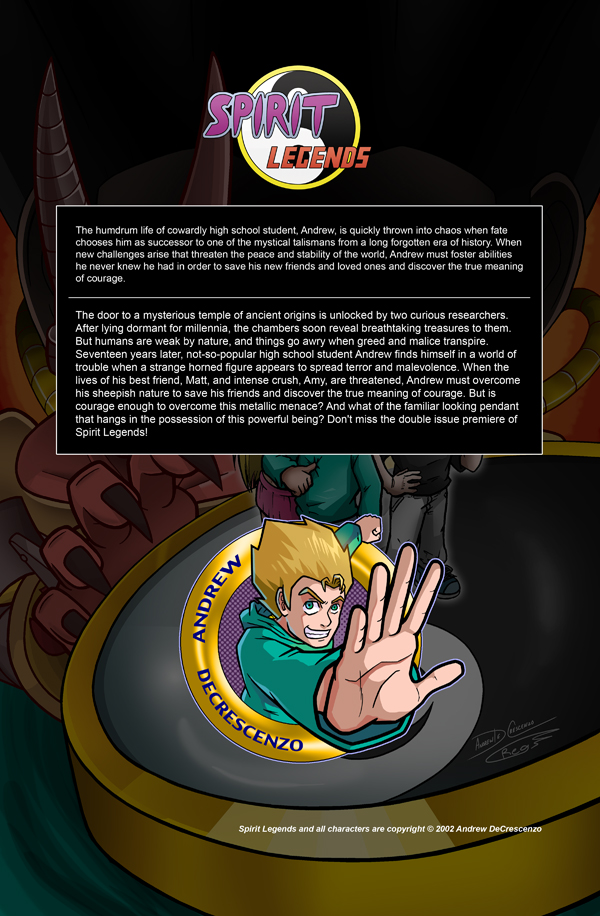 SPIRIT
LEGENDS
The humdrum life of cowardly high school student, Andrew, is quickly thrown into chaos when fate
chooses him as successor to one of the mystical talismans from a long forgotten era of history. When
new challenges arise that threaten the peace and stability of the world, Andrew must foster abilities
he never knew he had in order to save his new friends and loved ones and discover the true meaning
of courage.
The door to a mysterious temple of ancient origins is unlocked by two curious researchers.
After lying dormant for millennia, the chambers soon reveal breathtaking treasures to them.
But humans are weak by nature, and things go awry when greed and malice transpire.
Seventeen years later, not-so-popular high school student Andrew finds himself in a world of
trouble when a strange horned figure appears to spread terror and malevolence. When the
lives of his best friend, Matt, and intense crush, Amy, are threatened, Andrew must overcome
his sheepish nature to save his friends and discover the true meaning of courage. But is
courage enough to overcome this metallic menace? And what of the familiar looking pendant
that hangs in the possession of this powerful being? Don't miss the double issue premiere of
Spirit Legends!
ANDREW
DECRESCENZO
Spirit Legends and all characters are copyright © 2002 Andrew DeCrescenzo